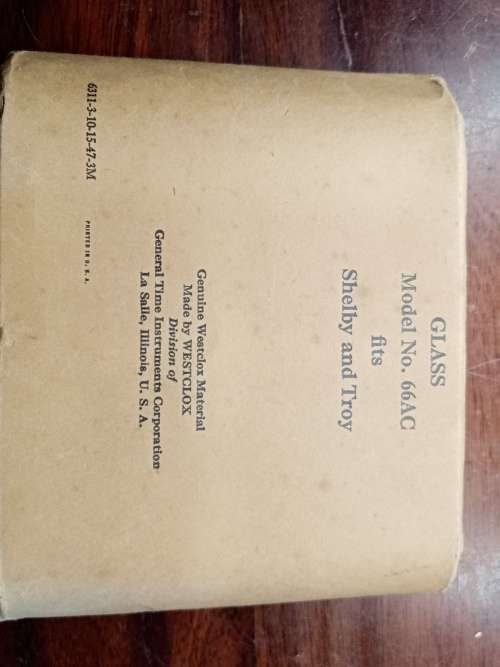 GLASS
Model No. 66AC
fits
Shelby and Troy
Genuine Westclox Material
Made by WESTCLOX
Division of
General Time Instruments Corporation
La Salle, Illinois, U. S. A.
6311-3-10-15-47-3M
PRINTED IN U. S. A.